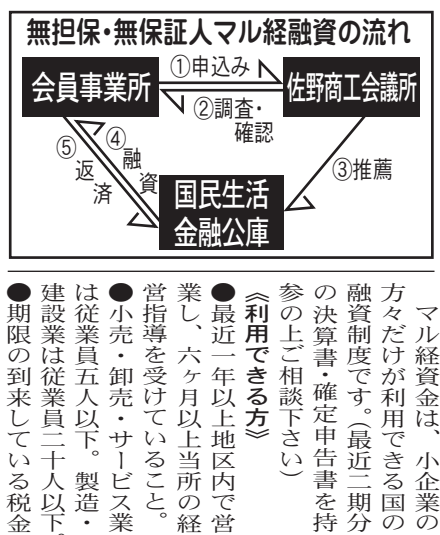 無担保・無保証人マル経融資の流れ
会員事業所
①申込み
佐野商工会議所
②調査・
確認
③推薦
④融資
⑤返済
国民生活
金融公庫
マル経資金は、小企業の
方々だけが利用できる国の
融資制度です。（最近二期分
の決算書・確定申告書を持
参の上ご相談下さい）
《利用できる方》
●最近一年以上地区内で営
業し、六ヶ月以上当所の経
営指導を受けていること。
●小売・卸売・サービス業
は従業員五人以下。製造・
建設業は従業員二十人以下。
●期限の到来している税金